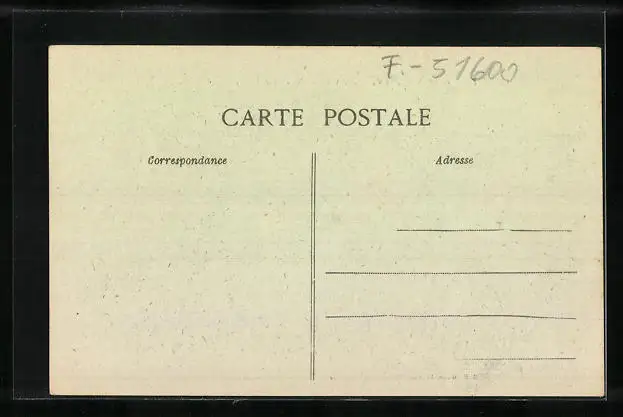 F.-51600
CARTE POSTALE
Correspondance
Adresse